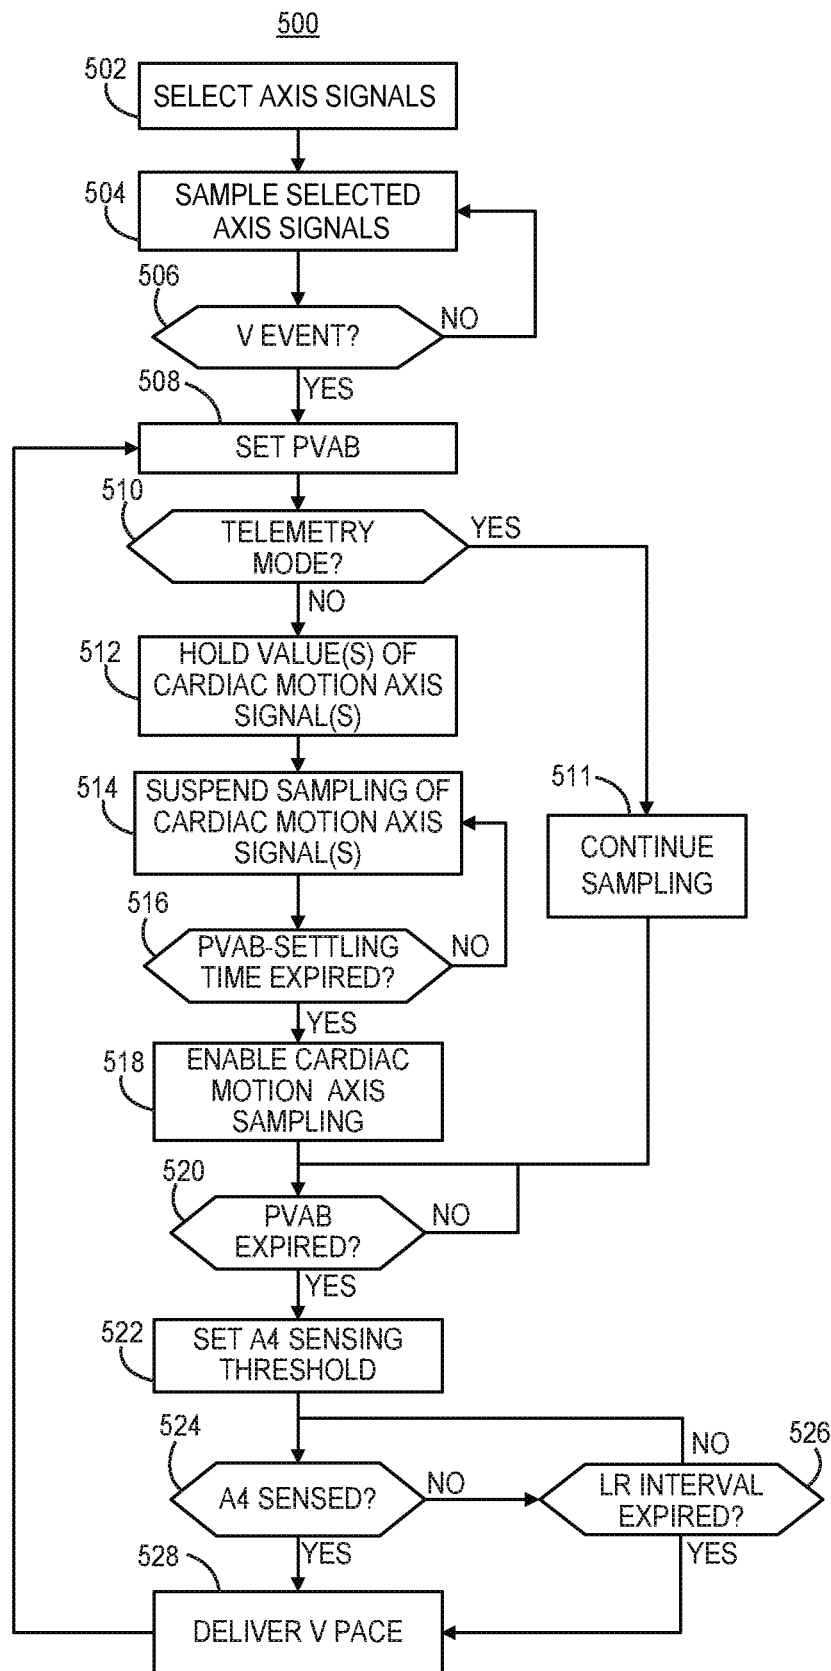 500
502
SELECT AXIS SIGNALS
504
SAMPLE SELECTED
AXIS SIGNALS
506
V EVENT?
NO
YES
508
SET PVAB
510
TELEMETRY
MODE?
YES
NO
512
HOLD VALUE(S) OF
CARDIAC MOTION AXIS
SIGNAL(S)
514
SUSPEND SAMPLING OF
CARDIAC MOTION AXIS
SIGNAL(S)
511
CONTINUE
SAMPLING
516
PVAB-SETTLING
TIME EXPIRED?
NO
YES
518
ENABLE CARDIAC
MOTION AXIS
SAMPLING
520
PVAB
EXPIRED?
NO
YES
522
SET A4 SENSING
THRESHOLD
524
A4 SENSED?
NO
YES
526
LR INTERVAL
EXPIRED?
NO
YES
528
DELIVER V PACE